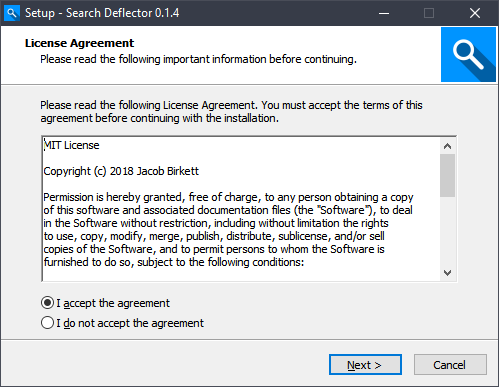 Setup - Search Deflector 0.1.4
License Agreement
Please read the following important information before continuing.
Please read the following License Agreement. You must accept the terms of this
agreement before continuing with the installation.
MIT License
Copyright (c) 2018 Jacob Birkett
Permission is hereby granted, free of charge, to any person obtaining a copy
of this software and associated documentation files (the "Software"), to deal
in the Software without restriction, including without limitation the rights
to use, copy, modify, merge, publish, distribute, sublicense, and/or sell
copies of the Software, and to permit persons to whom the Software is
furnished to do so, subject to the following conditions:
I accept the agreement
I do not accept the agreement
Next >
Cancel